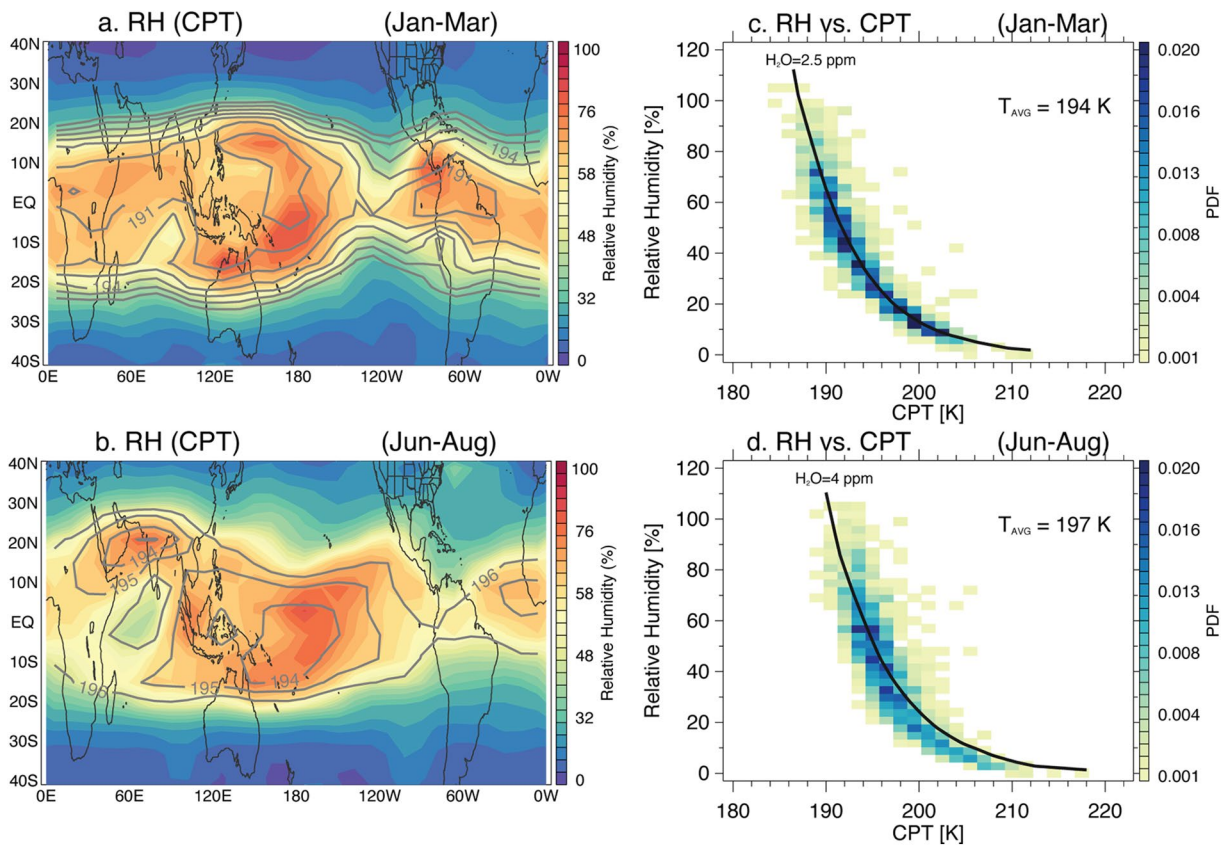 a. RH (CPT) (Jan-Mar)
40N
30N
20N
10N
EQ
10S
20S
30S
40S
0E 60E 120E 180 120W 60W 0W
191
194
194
191
100
76
48
32
0
Relative Humidity (%)
c. RH vs. CPT (Jan-Mar)
H2O=2.5 ppm
TAVG = 194 K
Relative Humidity [%]
120
100
80
60
40
20
0
180 190 200 210 220
CPT [K]
0.020
0.016
0.013
0.008
0.004
0.001
PDF
b. RH (CPT) (Jun-Aug)
40N
30N
20N
10N
EQ
10S
20S
30S
40S
0E 60E 120E 180 120W 60W 0W
194
195
196
195
194
196
100
76
48
32
0
Relative Humidity (%)
d. RH vs. CPT (Jun-Aug)
H2O=4 ppm
TAVG = 197 K
Relative Humidity [%]
120
100
80
60
40
20
0
180 190 200 210 220
CPT [K]
0.020
0.016
0.013
0.008
0.004
0.001
PDF